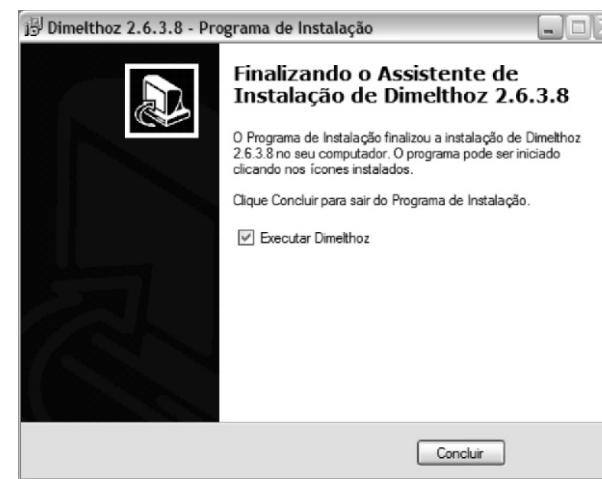 Dimelthoz 2.6.3.8 - Programa de Instalação
Finalizando o Assistente de
Instalação de Dimelthoz 2.6.3.8
O Programa de Instalação finalizou a instalação de Dimelthoz
2.6.3.8 no seu computador. O programa pode ser iniciado
clicando nos ícones instalados.
Clique Concluir para sair do Programa de Instalação.
Executar Dimelthoz
Concluir